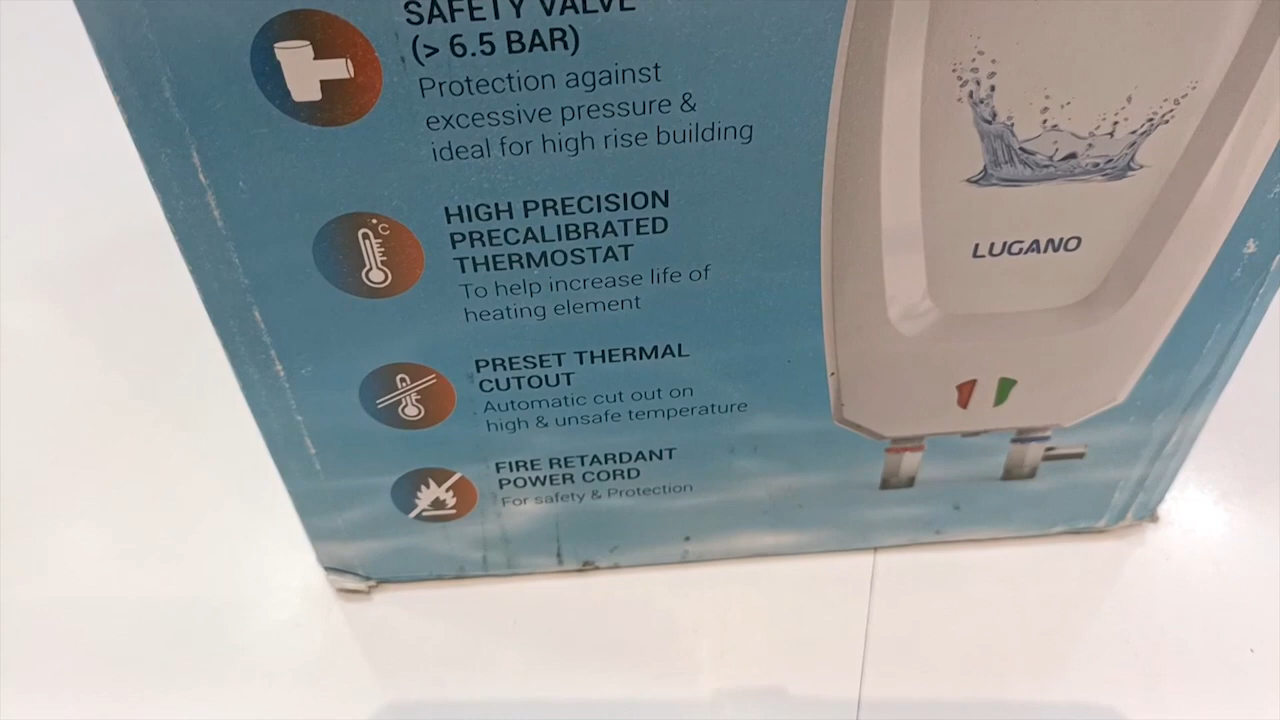 SAFETY VALVE
(> 6.5 BAR)
Protection against
excessive pressure &
ideal for high rise building
°C
HIGH PRECISION
PRECALIBRATED
THERMOSTAT
To help increase life of
heating element
PRESET THERMAL
CUTOUT
Automatic cut out on
high & unsafe temperature
FIRE RETARDANT
POWER CORD
For safety & Protection
LUGANO